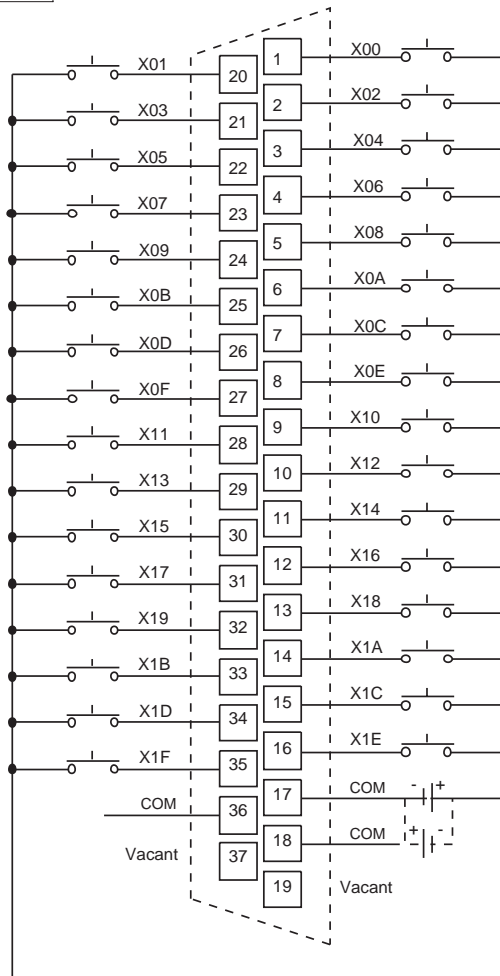 1 X00
X01 20
2 X02
X03 21
3 X04
X05 22
4 X06
X07 23
5 X08
X09 24
6 X0A
X0B 25
7 X0C
X0D 26
8 X0E
X0F 27
9 X10
X11 28
10 X12
X13 29
11 X14
X15 30
12 X16
X17 31
13 X18
X19 32
14 X1A
X1B 33
15 X1C
X1D 34
16 X1E
X1F 35
17 COM - +
COM 36
18 COM + -
Vacant 37
19 Vacant